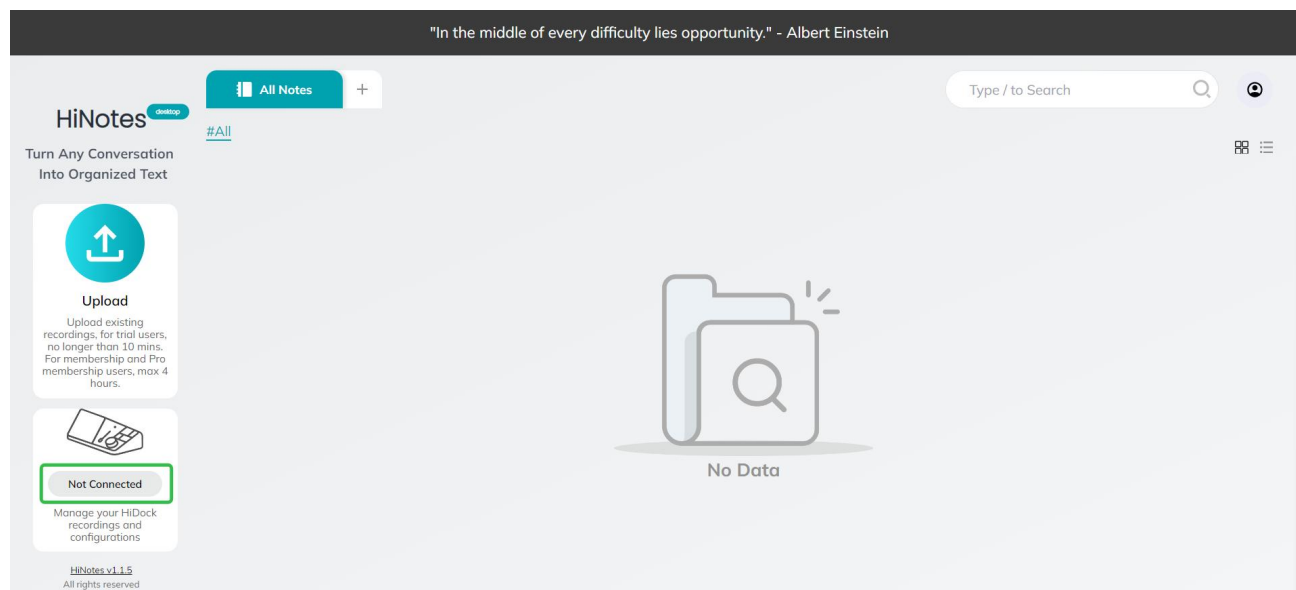 "In the middle of every difficulty lies opportunity." - Albert Einstein
All Notes
+
Type / to Search
HiNotes desktop
#All
Turn Any Conversation
Into Organized Text
Upload
Upload existing
recordings, for trial users,
no longer than 10 mins.
For membership and Pro
membership users, max 4
hours.
No Data
Not Connected
Manage your HiDock
recordings and
configurations
HiNotes v1.1.5
All rights reserved